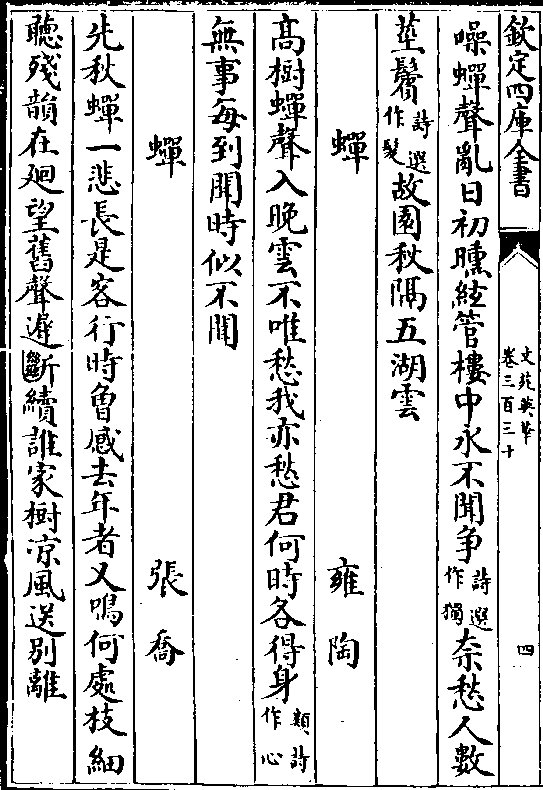 欽定四庫全書
文苑英華
卷三百三十
四
噪蟬聲亂日初曛絃管樓中永不聞争詩選作獨奈愁人數
莖鬢詩選作髮故園秋隔五湖雲
蟬 雍陶
髙樹蟬聲入晚雲不唯愁我亦愁君何時各得身類詩作心
無事每到聞時似不聞
蟬 張喬
先秋蟬一悲長是客行時曾感去年者又鳴何處枝細
聽殘韻在廻望舊聲遲斷續誰家樹凉風送别離